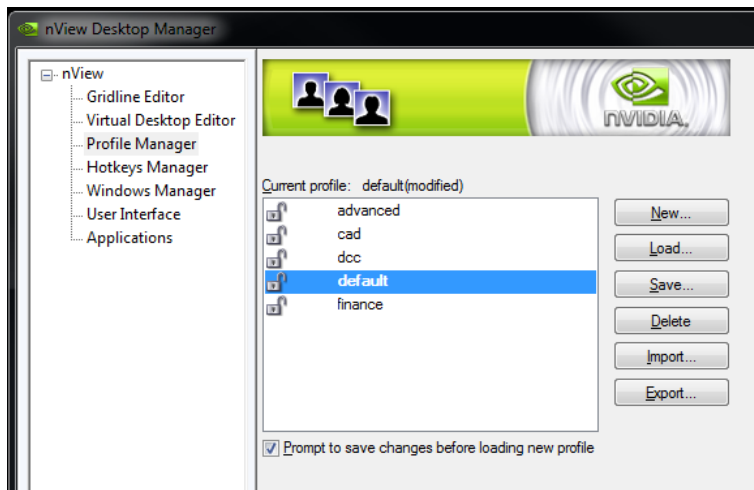 nView Desktop Manager
nView
Gridline Editor
Virtual Desktop Editor
Profile Manager
Hotkeys Manager
Windows Manager
User Interface
Applications
NVIDIA.
Current profile: default(modified)
advanced
cad
dcc
default
finance
New...
Load...
Save...
Delete
Import...
Export...
Prompt to save changes before loading new profile